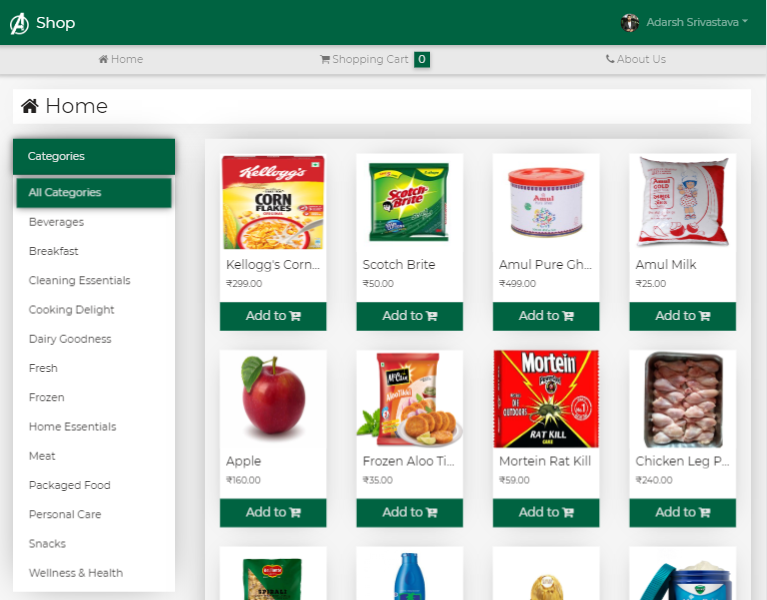 Shop
Adarsh Srivastava
Home
Shopping Cart 0
About Us
Home
Categories
All Categories
Beverages
Breakfast
Cleaning Essentials
Cooking Delight
Dairy Goodness
Fresh
Frozen
Home Essentials
Meat
Packaged Food
Personal Care
Snacks
Wellness & Health
Kellogg's
CORN
FLAKES
ORIGINAL
Kellogg's Corn...
₹299.00
Add to
Scotch
Brite
Scotch Brite
₹50.00
Add to
Amul
Amul Pure Gh...
₹499.00
Add to
Amul
GOLD
Amul Milk
₹25.00
Add to
Apple
₹160.00
Add to
McCain
Frozen Aloo Ti...
₹35.00
Add to
Mortein
OUTDOORS
RAT KILL
CAKE
Mortein Rat Kill
₹59.00
Add to
Chicken Leg P...
₹240.00
Add to
SPIRALI
VICKS